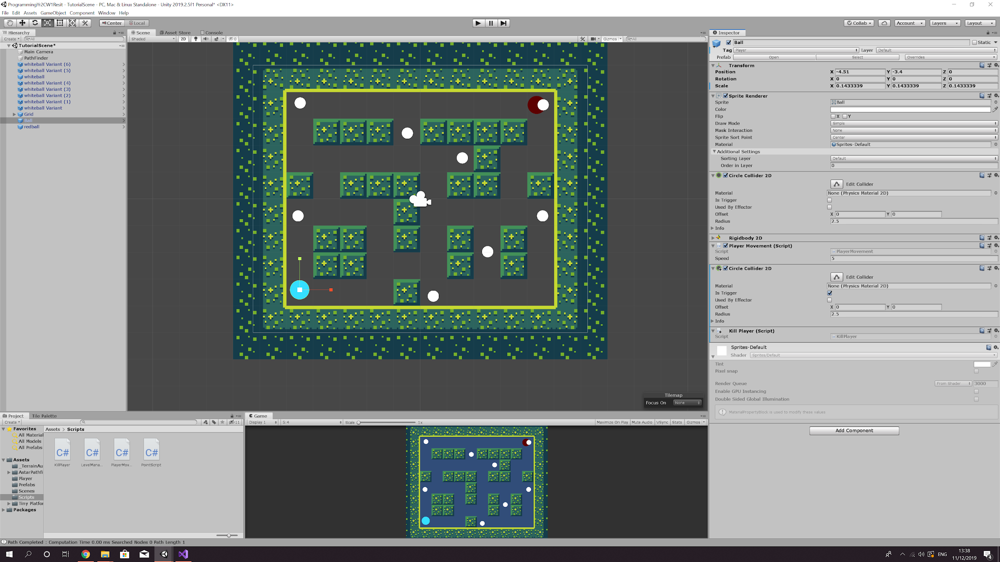 ProgrammingYr2CW1Resit - TutorialScene - PC, Mac & Linux Standalone - Unity 2019.2.5f1 Personal* <DX11>
File Edit Assets GameObject Component Window Help
Center Local
Collab Account Layers Layout
Hierarchy
Create All
TutorialScene*
Main Camera
PathFinder
whiteball Variant (6)
whiteball Variant (5)
whiteball
whiteball Variant (4)
whiteball Variant (3)
whiteball Variant (2)
whiteball Variant (1)
whiteball Variant
Grid
Ball
redball
Scene Asset Store Console
Shaded 2D 0 Gizmos All
Tilemap
Focus On None
Inspector
Ball Static
Tag Player Layer Default
Prefab Open Select Overrides
Transform
Position X -4.51 Y -3.4 Z 0
Rotation X 0 Y 0 Z 0
Scale X 0.1433339 Y 0.1433339 Z 0.1433339
Sprite Renderer
Sprite Ball
Color
Flip X Y
Draw Mode Simple
Mask Interaction None
Sprite Sort Point Center
Material Sprites-Default
Additional Settings
Sorting Layer Default
Order in Layer 0
Circle Collider 2D
Edit Collider
Material None (Physics Material 2D)
Is Trigger
Used By Effector
Offset X 0 Y 0
Radius 2.5
Info
Rigidbody 2D
Player Movement (Script)
Script PlayerMovement
Speed 5
Circle Collider 2D
Edit Collider
Material None (Physics Material 2D)
Is Trigger
Used By Effector
Offset X 0 Y 0
Radius 2.5
Info
Kill Player (Script)
Script KillPlayer
Sprites-Default
Shader Sprites/Default
Tint
Pixel snap
Render Queue From Shader 3000
Enable GPU Instancing
Double Sided Global Illumination
MaterialPropertyBlock is used to modify these values
Add Component
Project Tile Palette
Create 11
Favorites
All Material
All Models
All Prefabs
Assets
_TerrainAu
AstarPathfi
Player
Prefabs
Scenes
Scripts
Tiny Platfor
Packages
Assets > Scripts
C# C# C# C#
KillPlayer LevelMana... PlayerMov... PointScript
Game
Display 1 5:4 Scale 1x Maximize On Play Mute Audio VSync Stats Gizmos
Path Completed : Computation Time 0.00 ms Searched Nodes 0 Path Length 1
ENG
13:38
11/12/2019
4